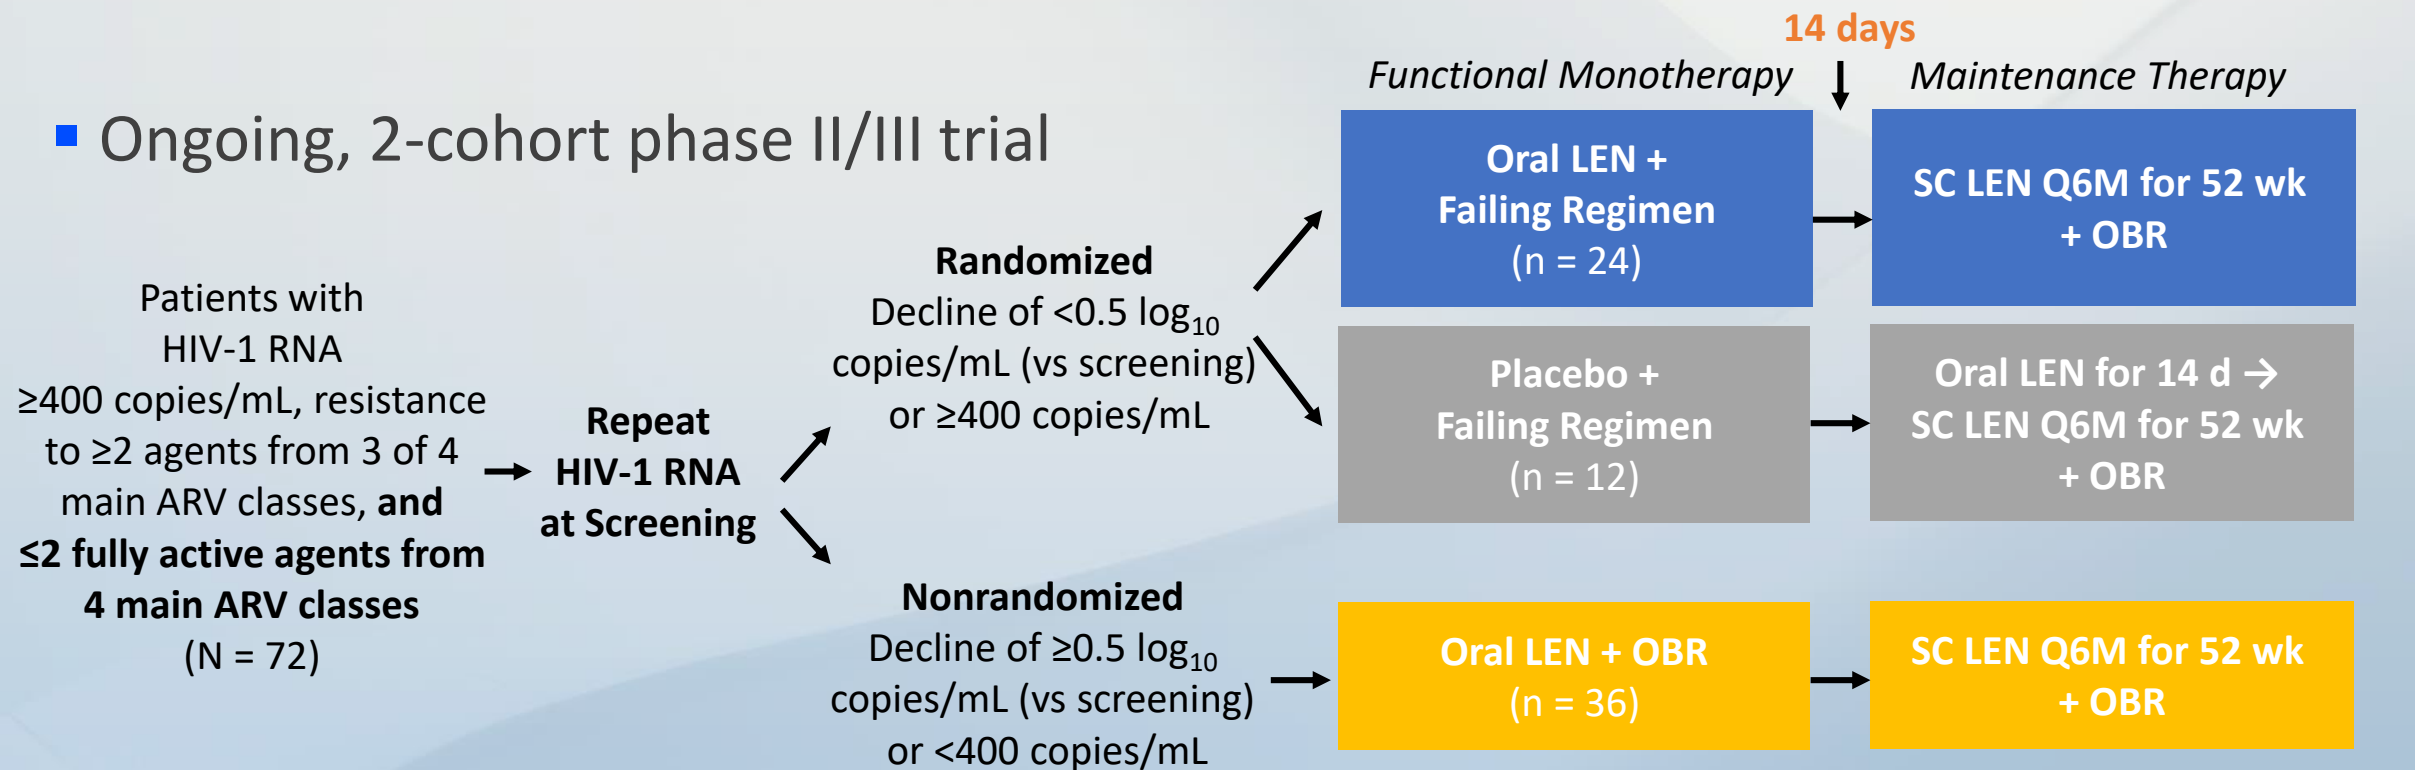 ▪ Ongoing, 2-cohort phase II/III trial
Patients with
HIV-1 RNA
≥400 copies/mL, resistance
to ≥2 agents from 3 of 4
main ARV classes, and
≤2 fully active agents from
4 main ARV classes
(N = 72)
Repeat
HIV-1 RNA
at Screening
Randomized
Decline of <0.5 log₁₀
copies/mL (vs screening)
or ≥400 copies/mL
Nonrandomized
Decline of ≥0.5 log₁₀
copies/mL (vs screening)
or <400 copies/mL
14 days
Functional Monotherapy
Maintenance Therapy
Oral LEN +
Failing Regimen
(n = 24)
SC LEN Q6M for 52 wk
+ OBR
Placebo +
Failing Regimen
(n = 12)
Oral LEN for 14 d →
SC LEN Q6M for 52 wk
+ OBR
Oral LEN + OBR
(n = 36)
SC LEN Q6M for 52 wk
+ OBR